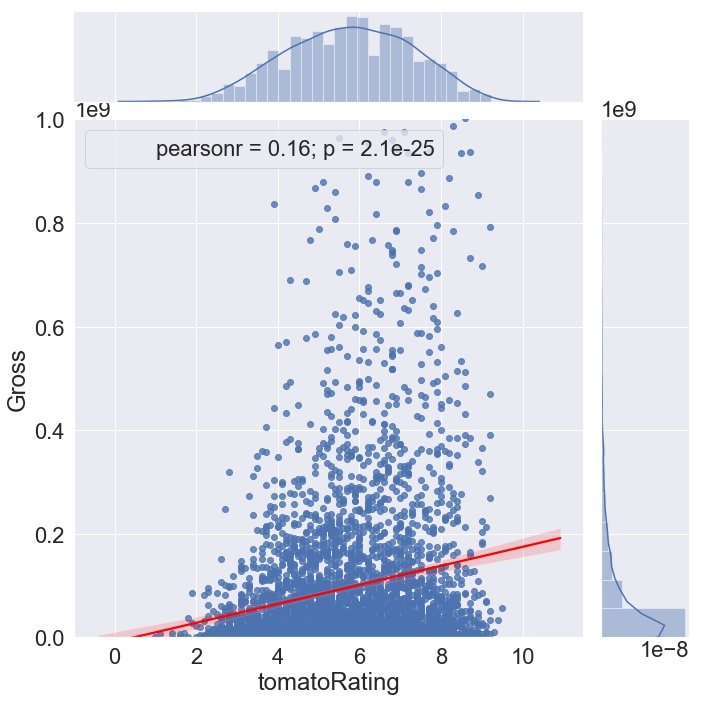 1e9
1e9
1.0
pearsonr = 0.16; p = 2.1e-25
0.8
0.6
Gross
0.4
0.2
0.0
0 2 4 6 8 10
1e−8
tomatoRating